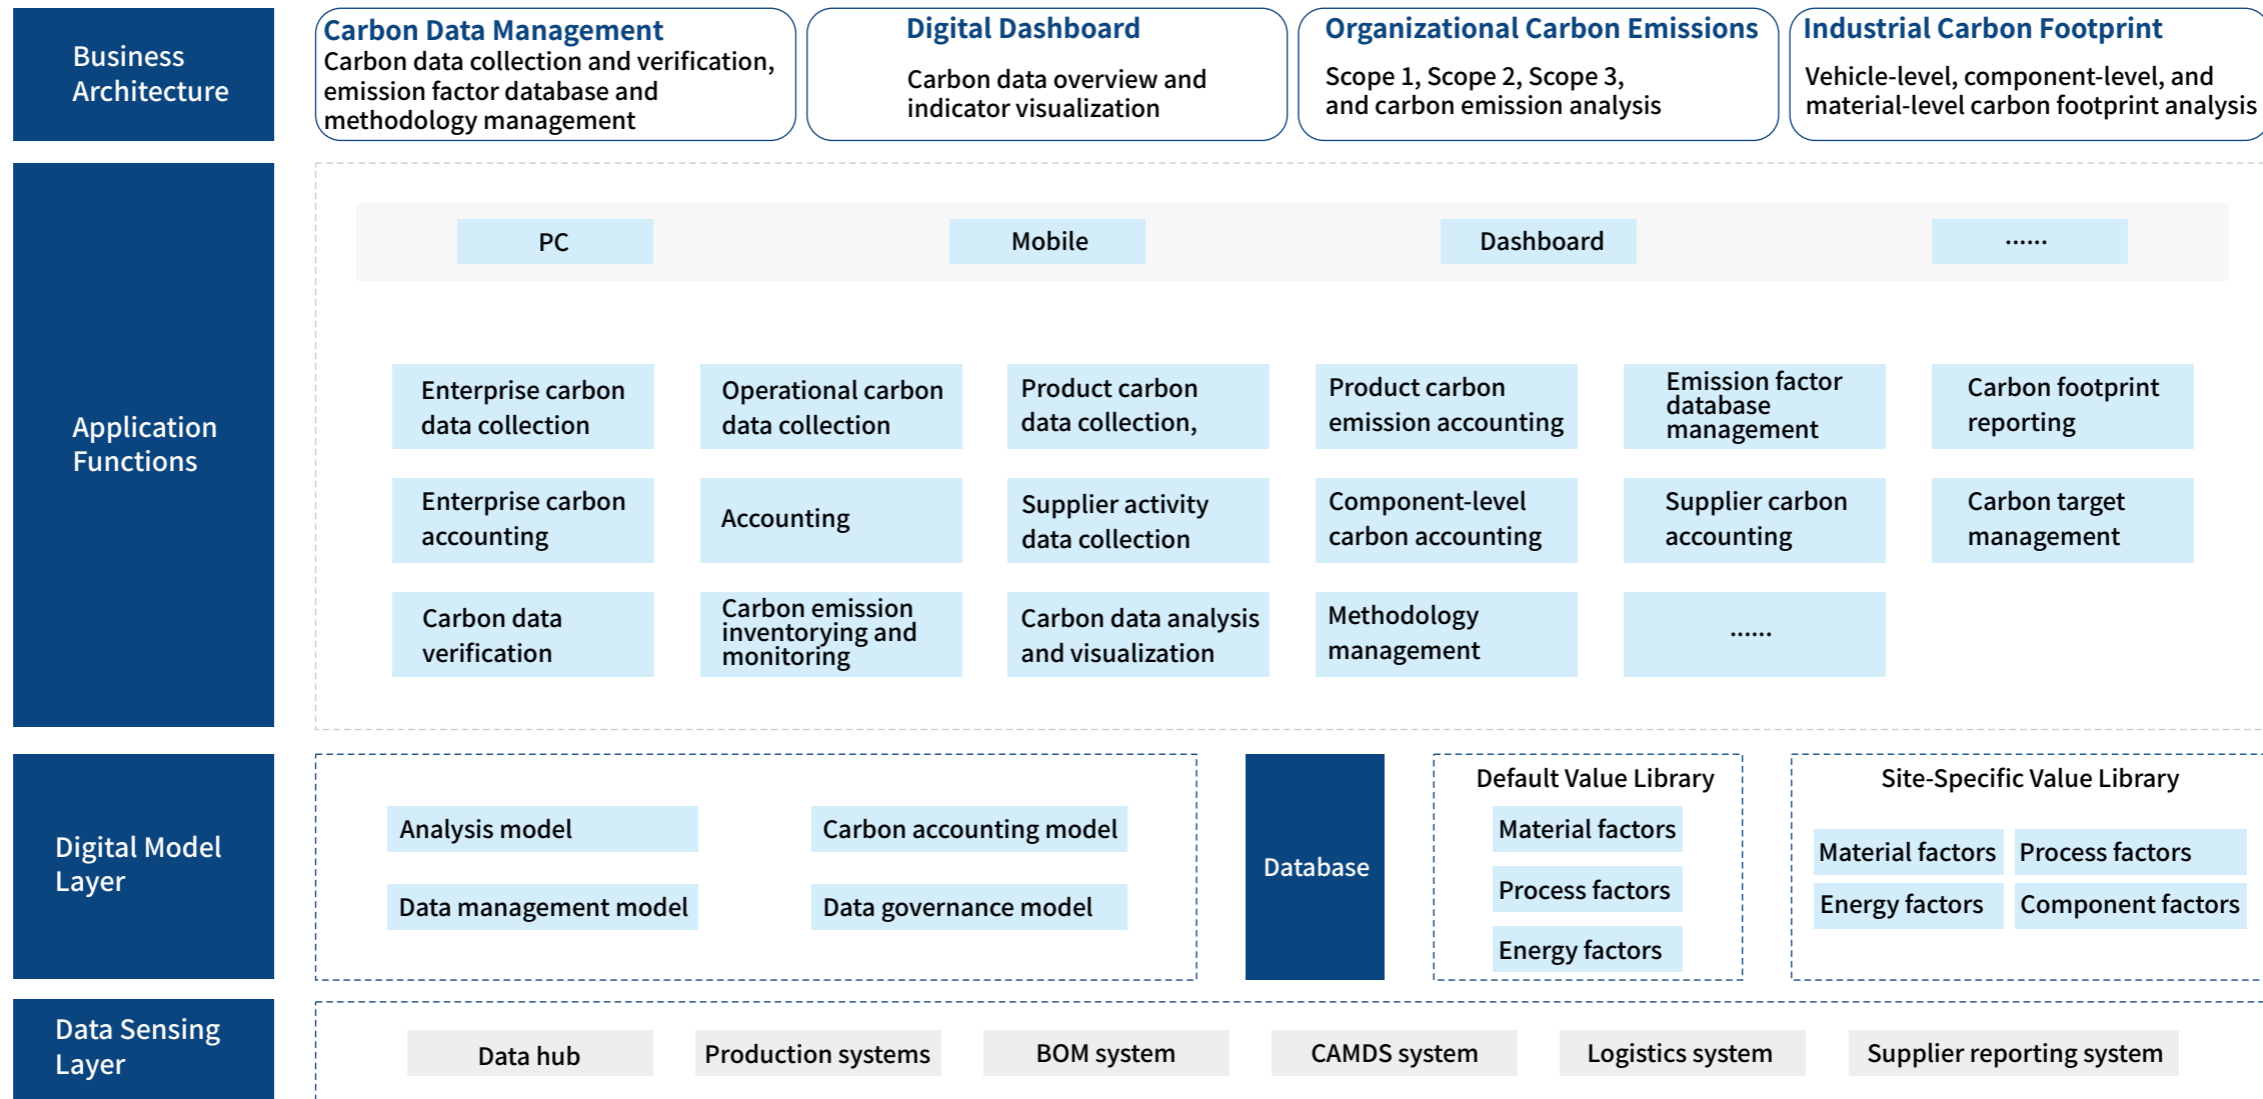 Business
Architecture
Carbon Data Management
Carbon data collection and verification,
emission factor database and
methodology management
Digital Dashboard
Carbon data overview and
indicator visualization
Organizational Carbon Emissions
Scope 1, Scope 2, Scope 3,
and carbon emission analysis
Industrial Carbon Footprint
Vehicle-level, component-level, and
material-level carbon footprint analysis
Application
Functions
PC
Mobile
Dashboard
......
Enterprise carbon
data collection
Operational carbon
data collection
Product carbon
data collection,
Product carbon
emission accounting
Emission factor
database
management
Carbon footprint
reporting
Enterprise carbon
accounting
Accounting
Supplier activity
data collection
Component-level
carbon accounting
Supplier carbon
accounting
Carbon target
management
Carbon data
verification
Carbon emission
inventorying and
monitoring
Carbon data analysis
and visualization
Methodology
management
......
Digital Model
Layer
Analysis model
Carbon accounting model
Data management model
Data governance model
Database
Default Value Library
Material factors
Process factors
Energy factors
Site-Specific Value Library
Material factors
Process factors
Energy factors
Component factors
Data Sensing
Layer
Data hub
Production systems
BOM system
CAMDS system
Logistics system
Supplier reporting system